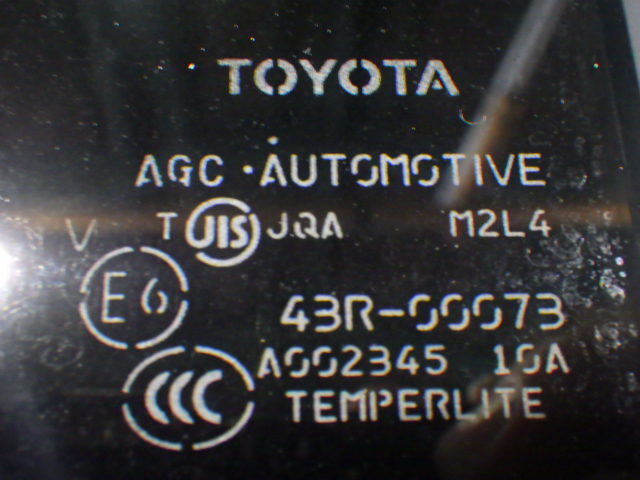 TOYOTA
AGC · AUTOMOTIVE
T JIS JQA M2L4
V
E6 43R-00073
A002345 10A
CCC TEMPERLITE